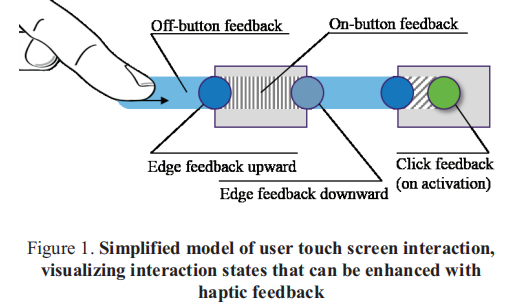 Off-button feedback
On-button feedback
Edge feedback upward
Edge feedback downward
Click feedback
(on activation)
Figure 1. Simplified model of user touch screen interaction,
visualizing interaction states that can be enhanced with
haptic feedback